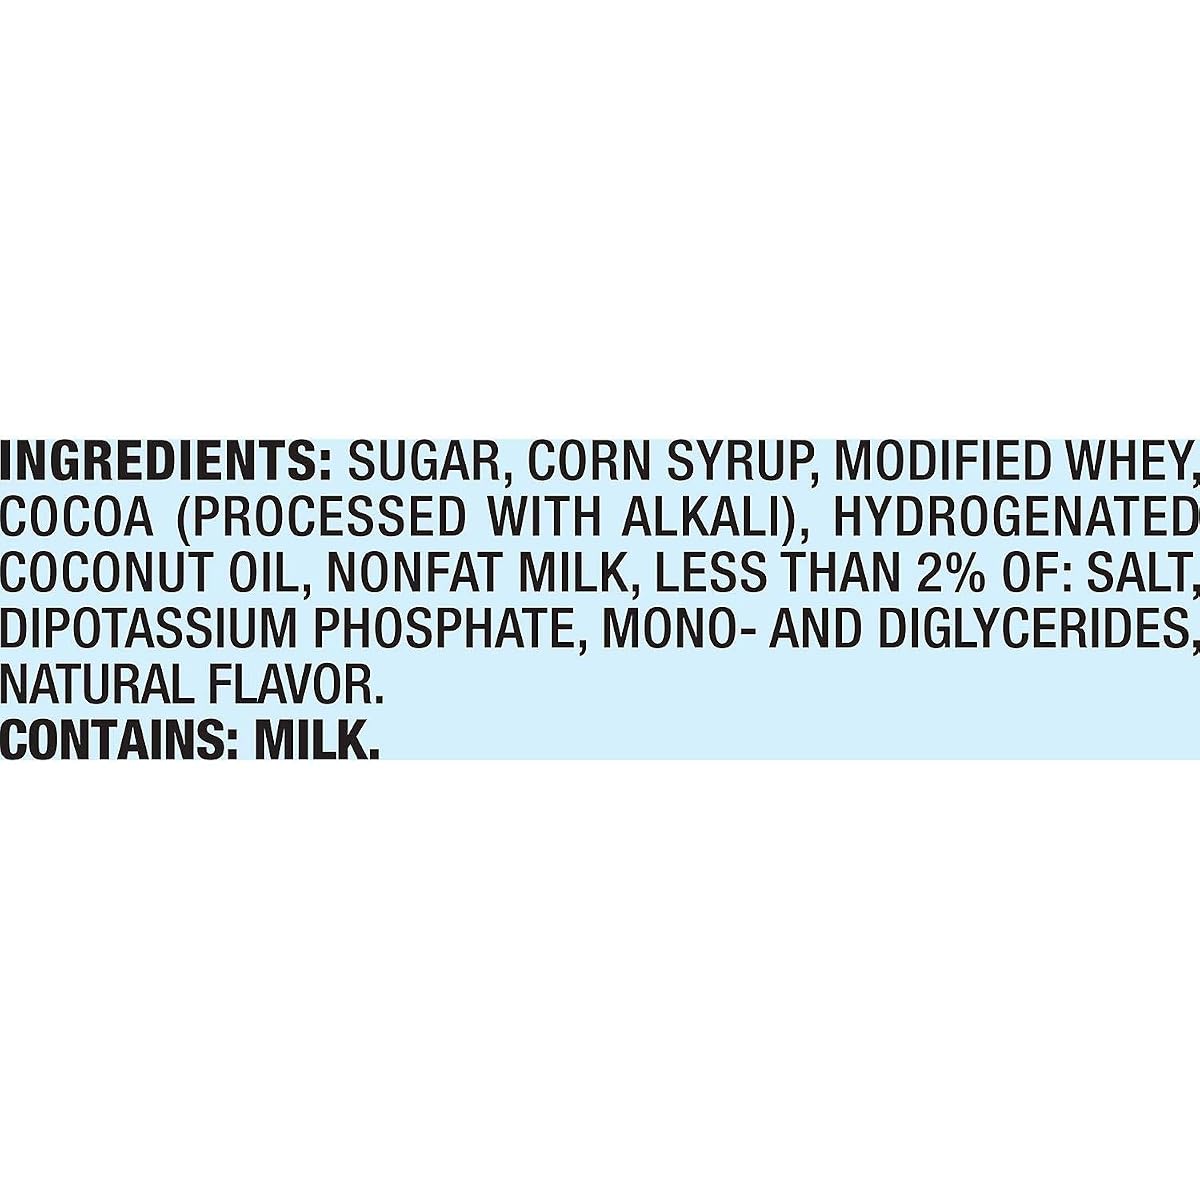 INGREDIENTS: SUGAR, CORN SYRUP, MODIFIED WHEY,
COCOA (PROCESSED WITH ALKALI), HYDROGENATED
COCONUT OIL, NONFAT MILK, LESS THAN 2% OF: SALT,
DIPOTASSIUM PHOSPHATE, MONO- AND DIGLYCERIDES,
NATURAL FLAVOR.
CONTAINS: MILK.